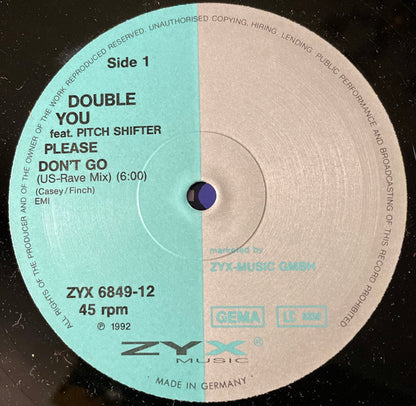 ALL RIGHTS OF THE PRODUCER AND OF THE OWNER OF THE WORK REPRODUCED RESERVED. UNAUTHORISED COPYING, HIRING, LENDING, PUBLIC PERFORMANCE AND BROADCASTING OF THIS RECORD PROHIBITED
Side 1
DOUBLE
YOU
feat. PITCH SHIFTER
PLEASE
DON'T GO
(US-Rave Mix) (6:00)
(Casey/Finch)
EMI
marketed by
ZYX-MUSIC GMBH
ZYX 6849-12
45 rpm
℗ 1992
GEMA
LC
ZYX®
MUSIC
MADE IN GERMANY